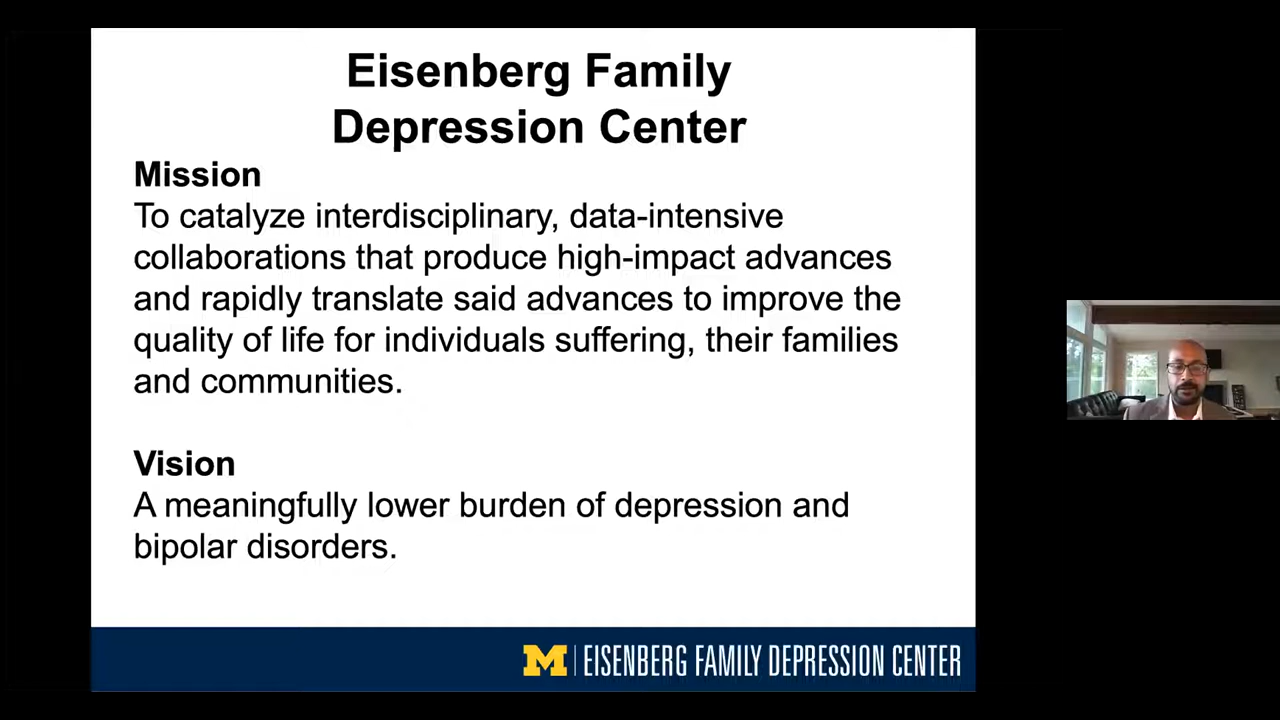 Eisenberg Family
Depression Center
Mission
To catalyze interdisciplinary, data-intensive
collaborations that produce high-impact advances
and rapidly translate said advances to improve the
quality of life for individuals suffering, their families
and communities.
Vision
A meaningfully lower burden of depression and
bipolar disorders.
M | EISENBERG FAMILY DEPRESSION CENTER